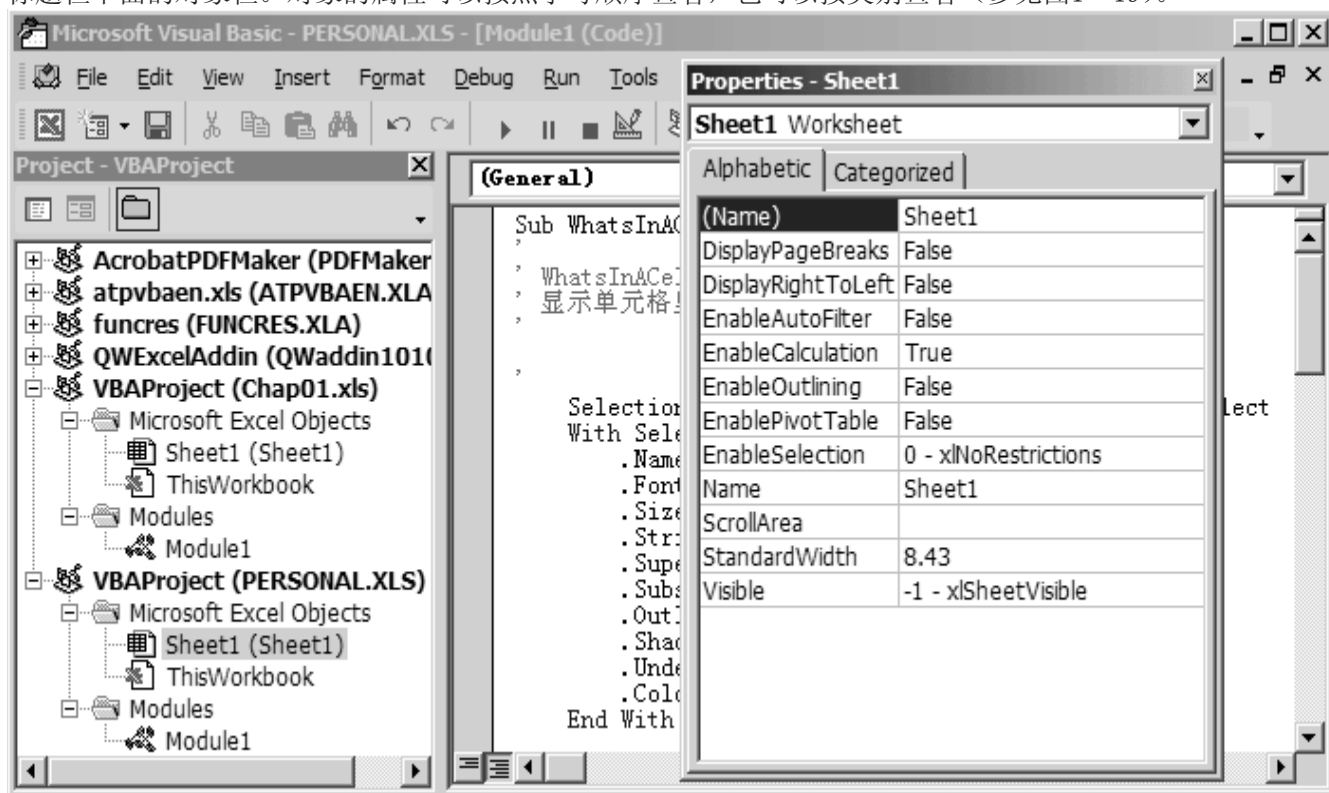 Microsoft Visual Basic - PERSONAL.XLS - [Module1 (Code)]
File Edit View Insert Format Debug Run Tools
Project - VBAProject
AcrobatPDFMaker (PDFMaker
atpvbaen.xls (ATPVBAEN.XLA
funcres (FUNCRES.XLA)
QWExcelAddin (QWaddin1010
VBAProject (Chap01.xls)
Microsoft Excel Objects
Sheet1 (Sheet1)
ThisWorkbook
Modules
Module1
VBAProject (PERSONAL.XLS)
Microsoft Excel Objects
Sheet1 (Sheet1)
ThisWorkbook
Modules
Module1
(General)
Sub WhatsInAC
'
' WhatsInACel
' 显示单元格
'
'
Selection
lect
With Sele
.Name
.Font
.Size
.Stri
.Supe
.Subs
.Outl
.Shad
.Unde
.Colo
End With
Properties - Sheet1
Sheet1 Worksheet
Alphabetic Categorized
(Name) Sheet1
DisplayPageBreaks False
DisplayRightToLeft False
EnableAutoFilter False
EnableCalculation True
EnableOutlining False
EnablePivotTable False
EnableSelection 0 - xlNoRestrictions
Name Sheet1
ScrollArea
StandardWidth 8.43
Visible -1 - xlSheetVisible